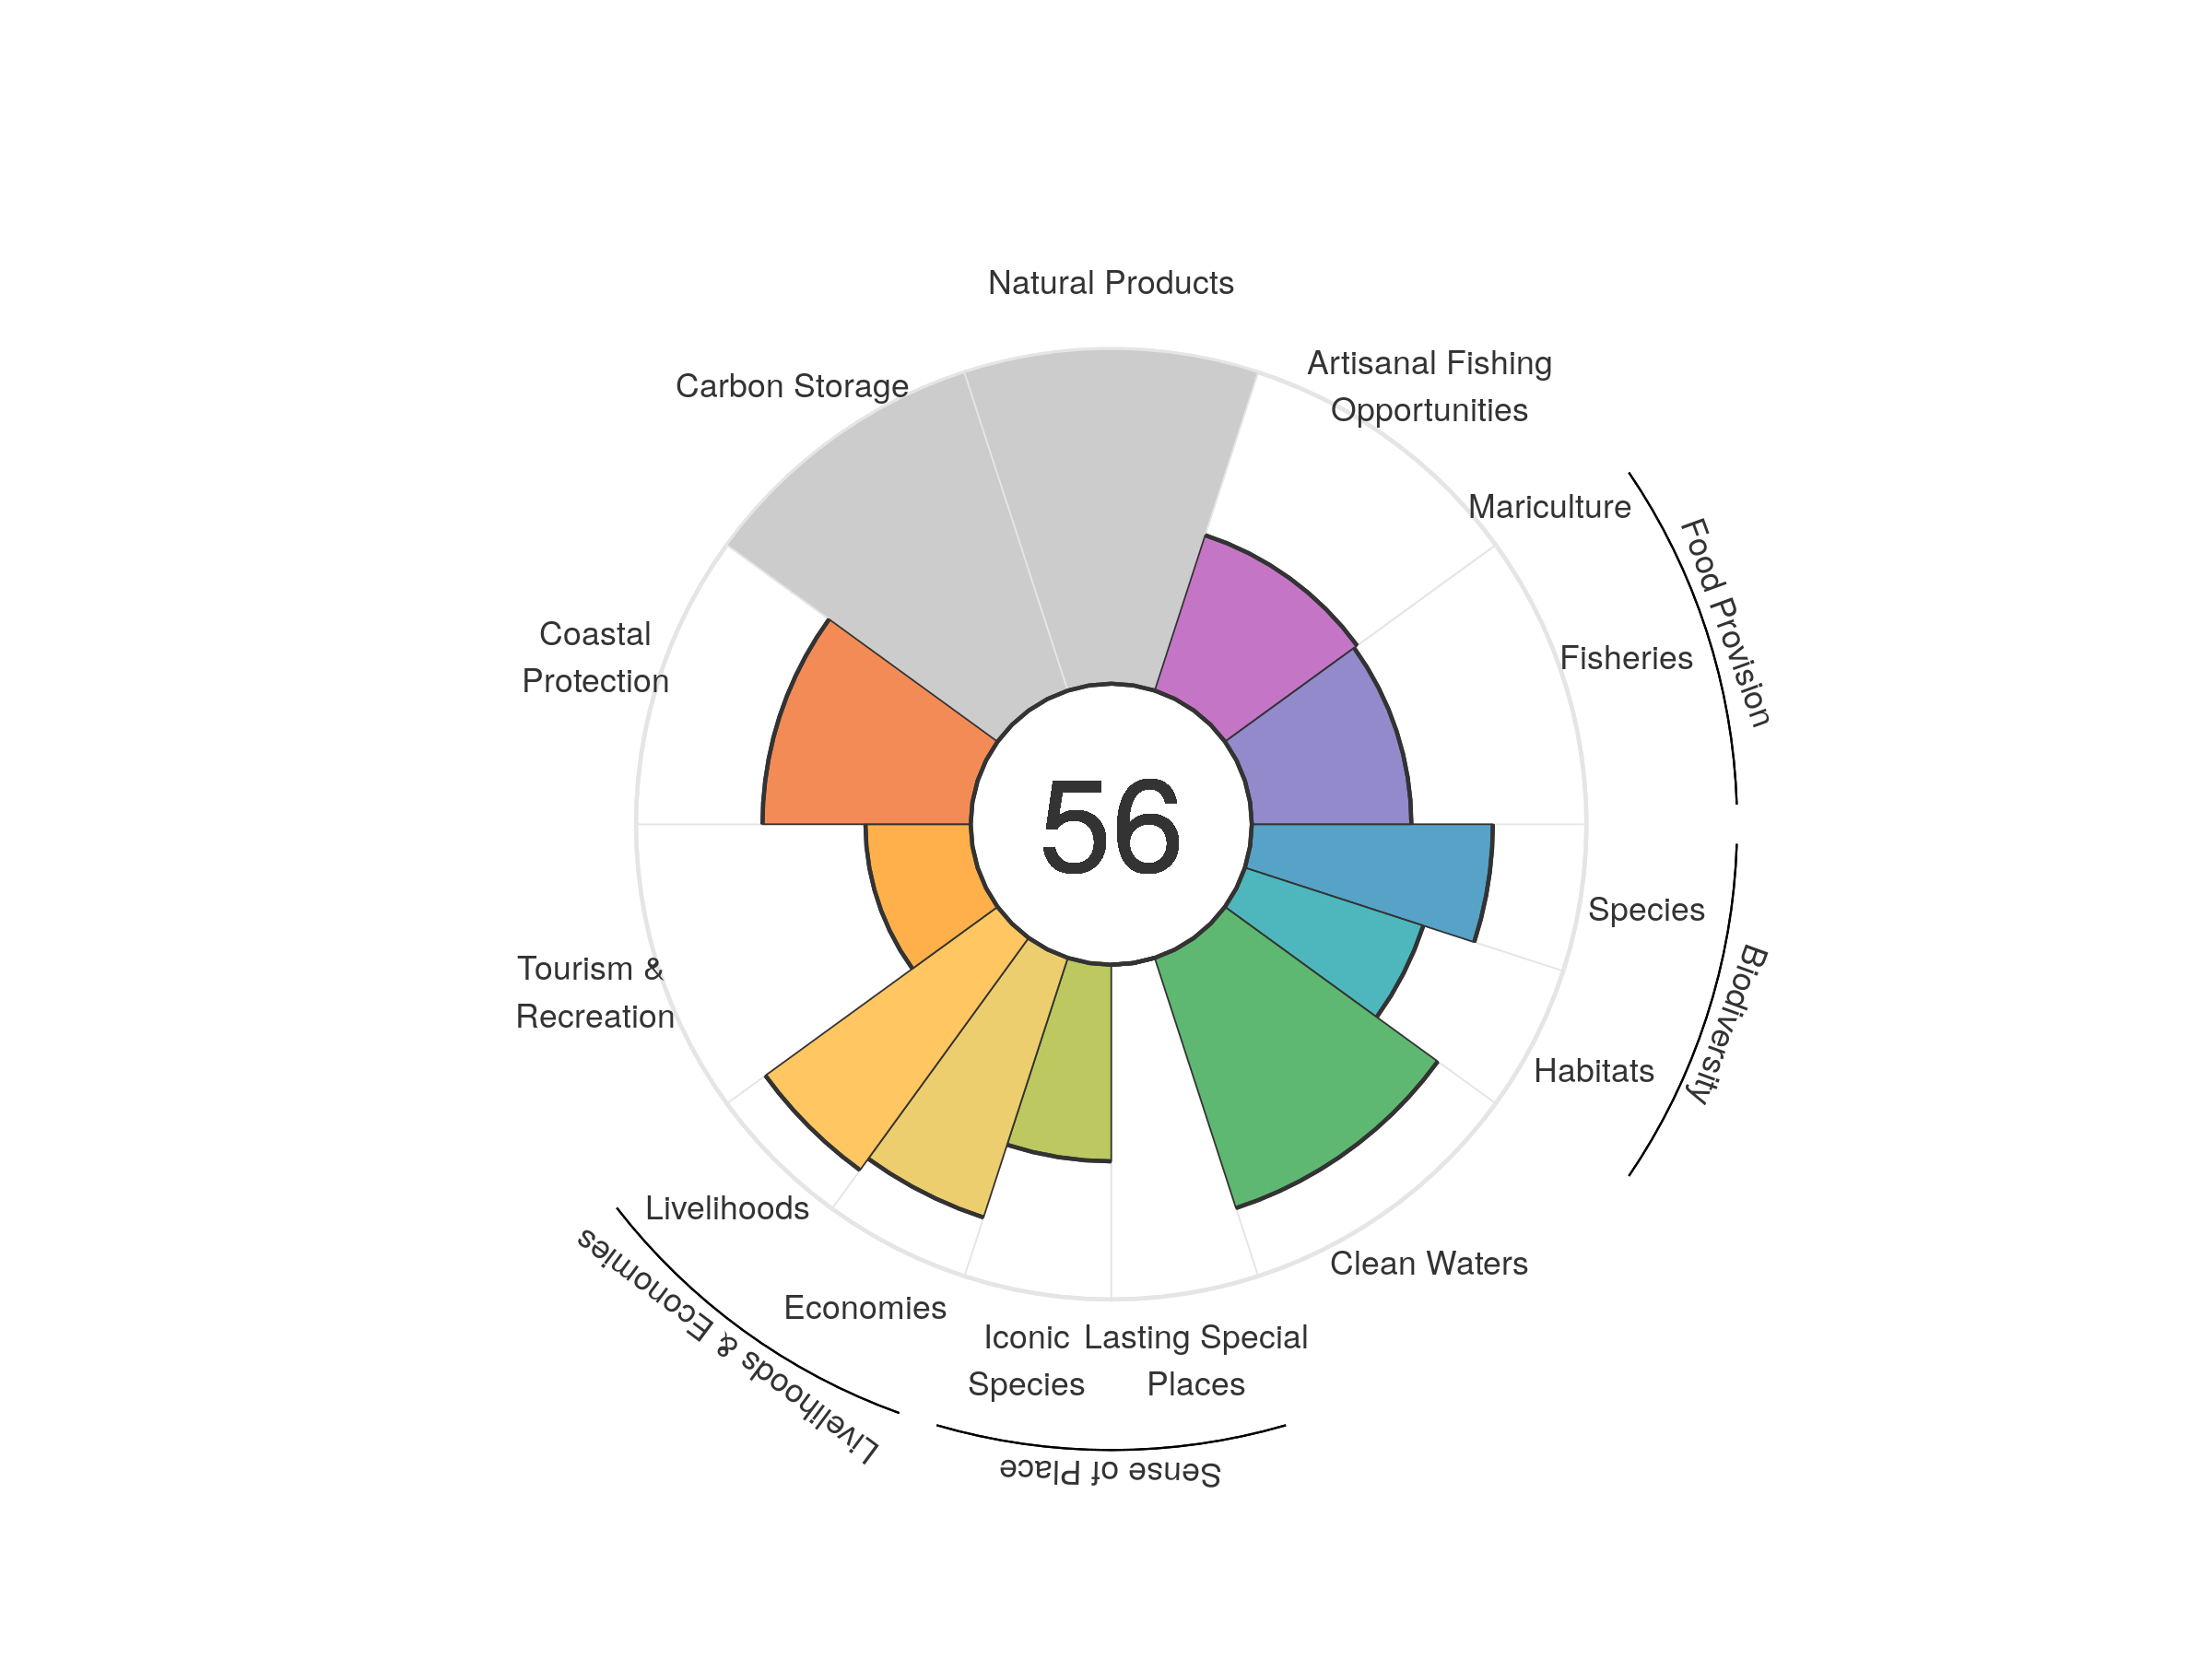 Natural Products
Artisanal Fishing
Opportunities
Carbon Storage
Mariculture
Food Provision
Fisheries
Coastal
Protection
56
Species
Biodiversity
Habitats
Tourism &
Recreation
Livelihoods
Livelihoods & Economies
Economies
Clean Waters
Iconic
Species
Lasting Special
Places
Sense of Place